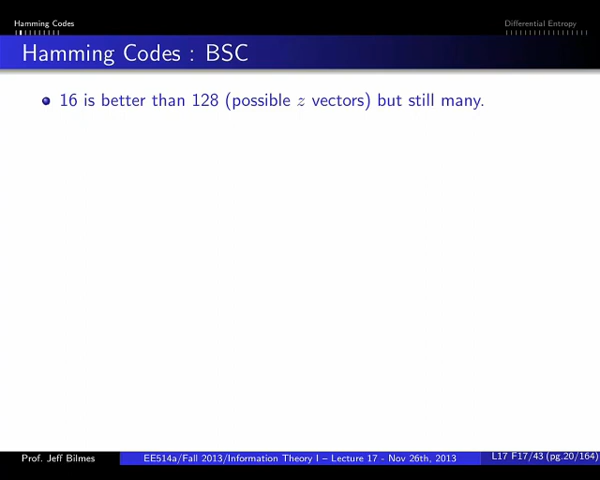 Hamming Codes
Differential Entropy
Hamming Codes : BSC
16 is better than 128 (possible z vectors) but still many.
Prof. Jeff Bilmes
EE514a/Fall 2013/Information Theory I – Lecture 17 - Nov 26th, 2013
L17 F17/43 (pg.20/164)